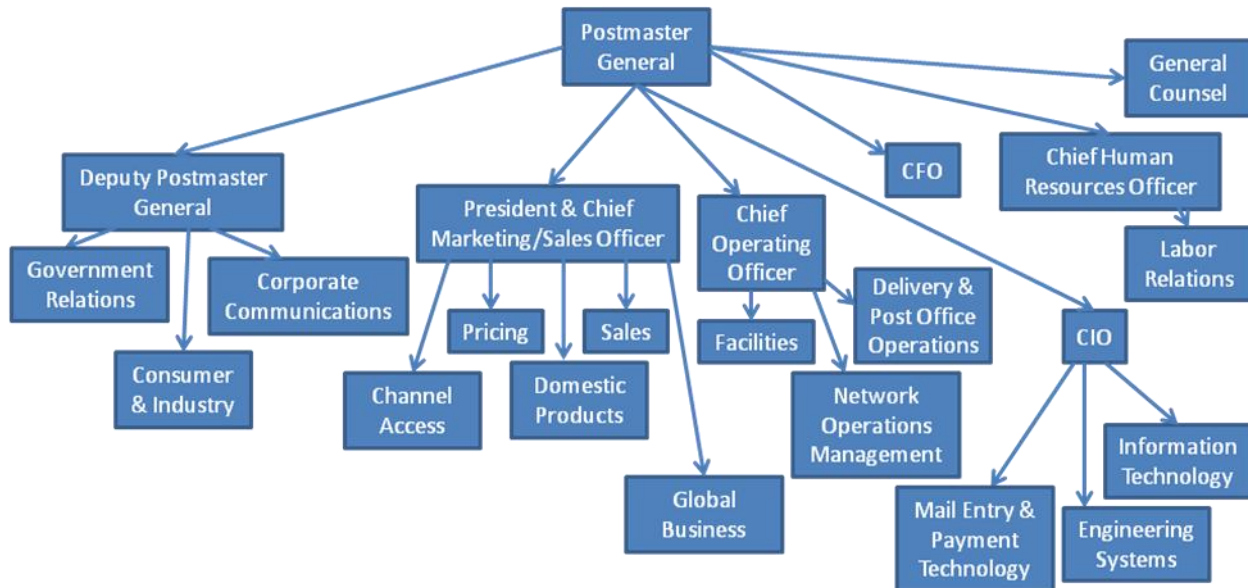 Postmaster
General
General
Counsel
CFO
Chief Human
Resources Officer
Deputy Postmaster
General
President & Chief
Marketing/Sales Officer
Chief
Operating
Officer
Labor
Relations
Government
Relations
Corporate
Communications
Delivery &
Post Office
Operations
Pricing
Sales
Facilities
CIO
Consumer
& Industry
Channel
Access
Domestic
Products
Network
Operations
Management
Information
Technology
Global
Business
Mail Entry &
Payment
Technology
Engineering
Systems